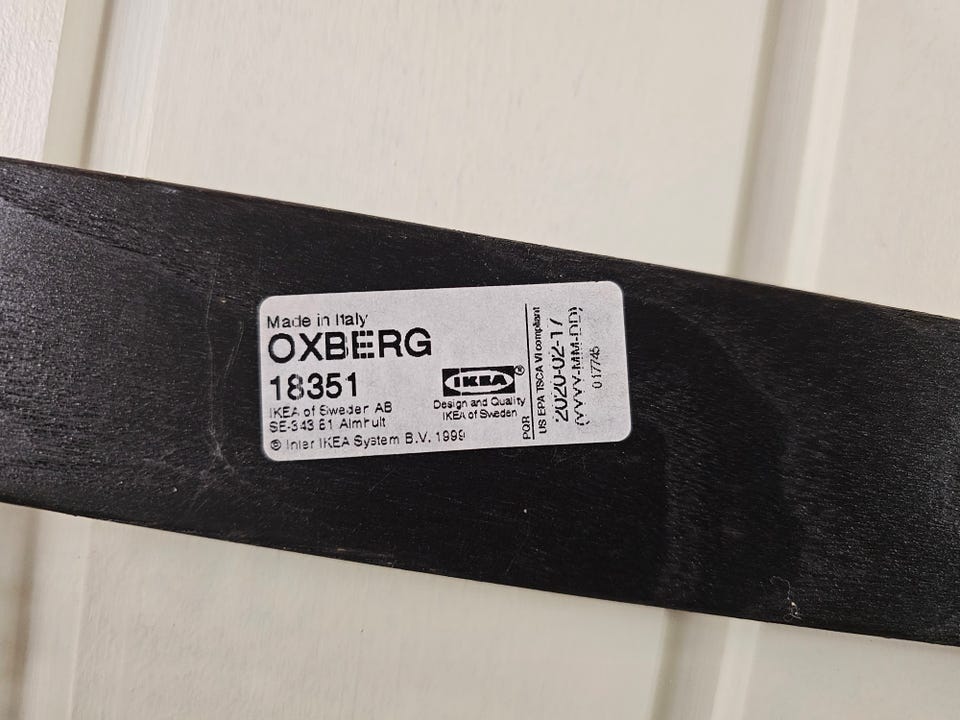 Made in Italy
OXBERG
18351
IKEA of Sweden AB
SE-343 81 Älmhult
© Inter IKEA System B.V. 1999
IKEA®
Design and Quality
IKEA of Sweden
PQR
US EPA TSCA VI compliant
2020-02-17
(YYYY-MM-DD)
017745